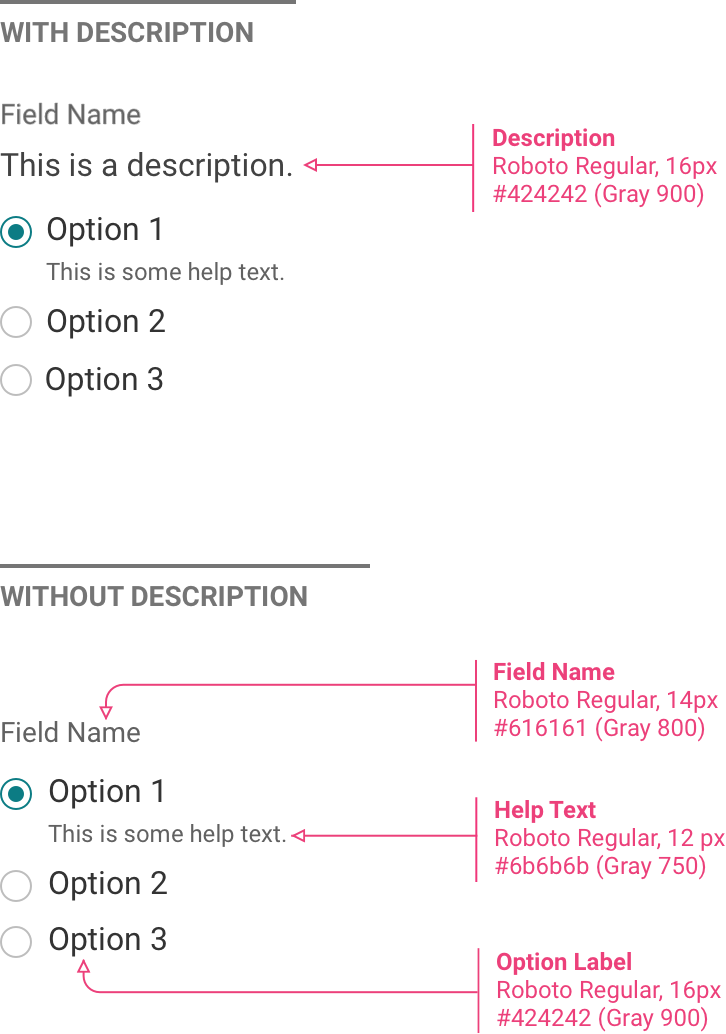 WITH DESCRIPTION
Field Name
This is a description.
Description
Roboto Regular, 16px
#424242 (Gray 900)
Option 1
This is some help text.
Option 2
Option 3
WITHOUT DESCRIPTION
Field Name
Roboto Regular, 14px
#616161 (Gray 800)
Field Name
Option 1
This is some help text.
Help Text
Roboto Regular, 12 px
#6b6b6b (Gray 750)
Option 2
Option 3
Option Label
Roboto Regular, 16px
#424242 (Gray 900)